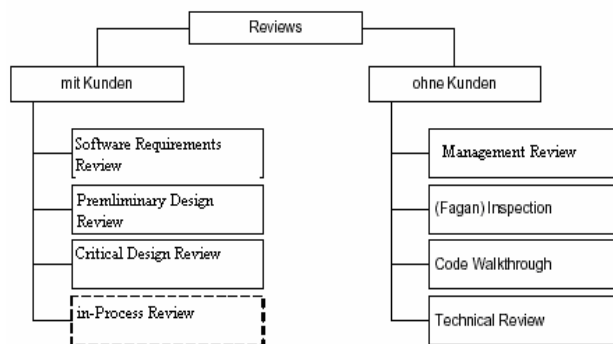 Reviews
mit Kunden
ohne Kunden
Software Requirements
Review
Premliminary Design
Review
Critical Design Review
in-Process Review
Management Review
(Fagan) Inspection
Code Walkthrough
Technical Review